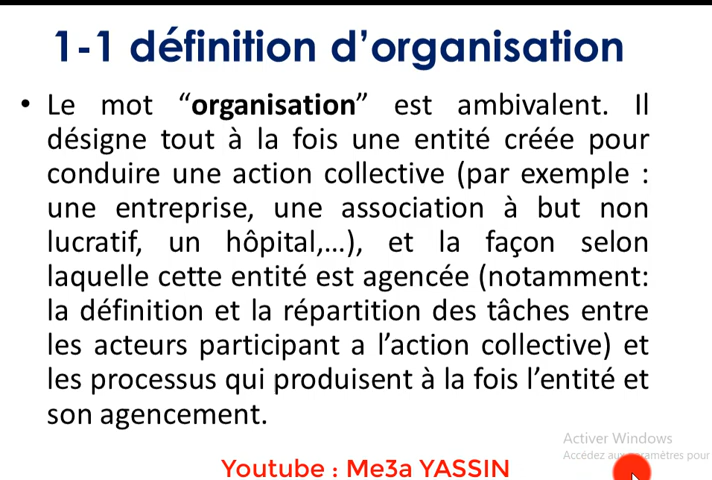 1-1 définition d’organisation
• Le mot “organisation” est ambivalent. Il
désigne tout à la fois une entité créée pour
conduire une action collective (par exemple :
une entreprise, une association à but non
lucratif, un hôpital,...), et la façon selon
laquelle cette entité est agencée (notamment:
la définition et la répartition des tâches entre
les acteurs participant a l’action collective) et
les processus qui produisent à la fois l’entité et
son agencement.
Activer Windows
Accédez pour
Youtube : Me3a YASSIN